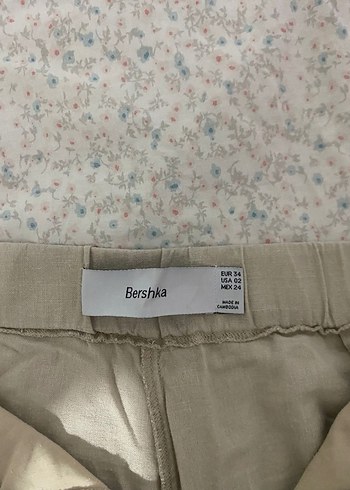 Bershka
EUR 34
USA 02
MEX 24
MADE IN
CAMBODIA